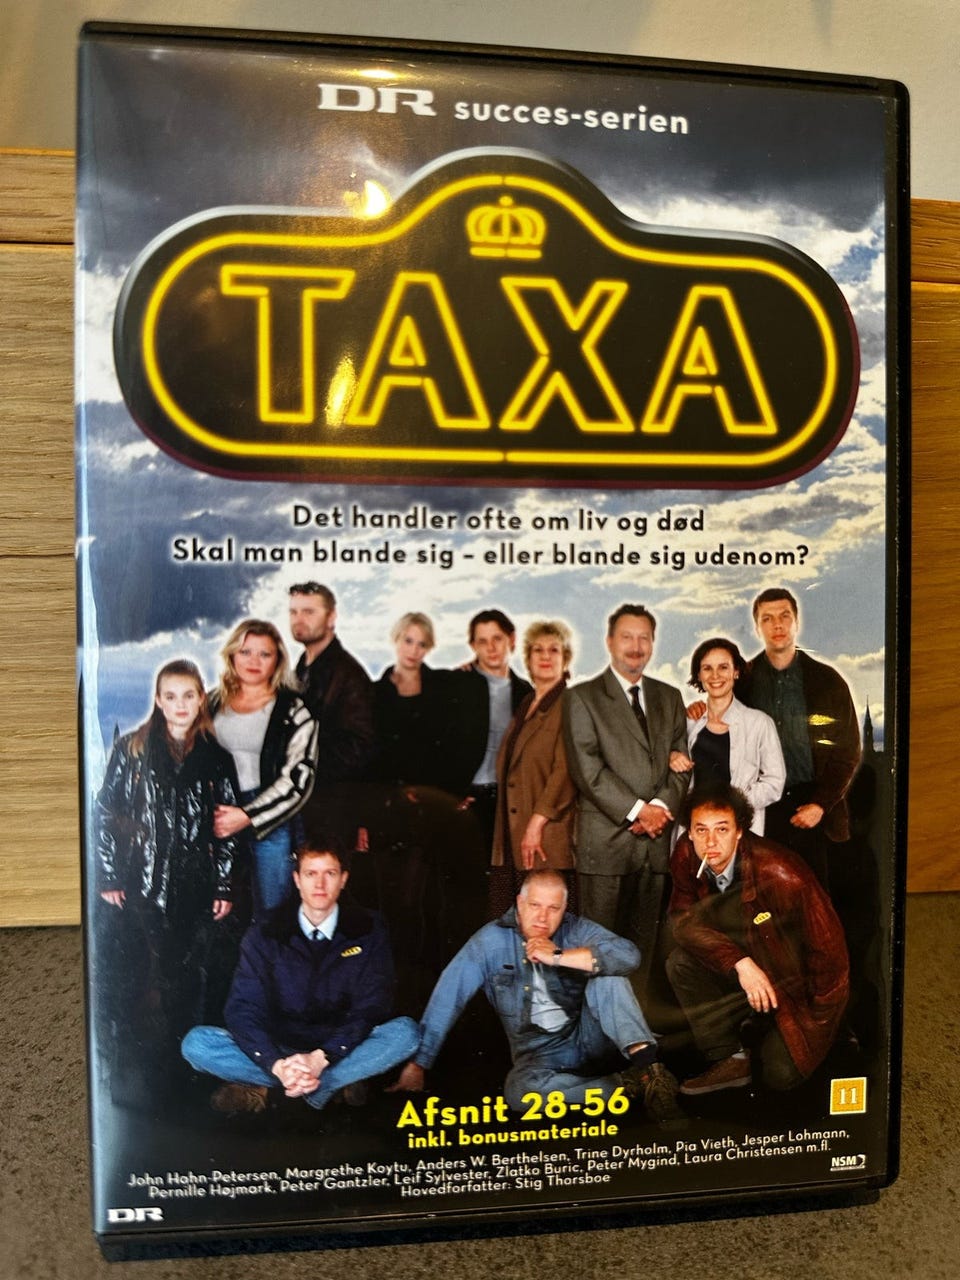 DR succes-serien
TAXA
Det handler ofte om liv og død
Skal man blande sig – eller blande sig udenom?
Afsnit 28-56
inkl. bonusmateriale
11
John Hahn-Petersen, Margrethe Koytu, Anders W. Berthelsen, Trine Dyrholm, Pia Vieth, Jesper Lohmann,
Pernille Højmark, Peter Gantzler, Leif Sylvester, Zlatko Buric, Peter Mygind, Laura Christensen m.fl.
Hovedforfatter: Stig Thorsboe
NSM
DR